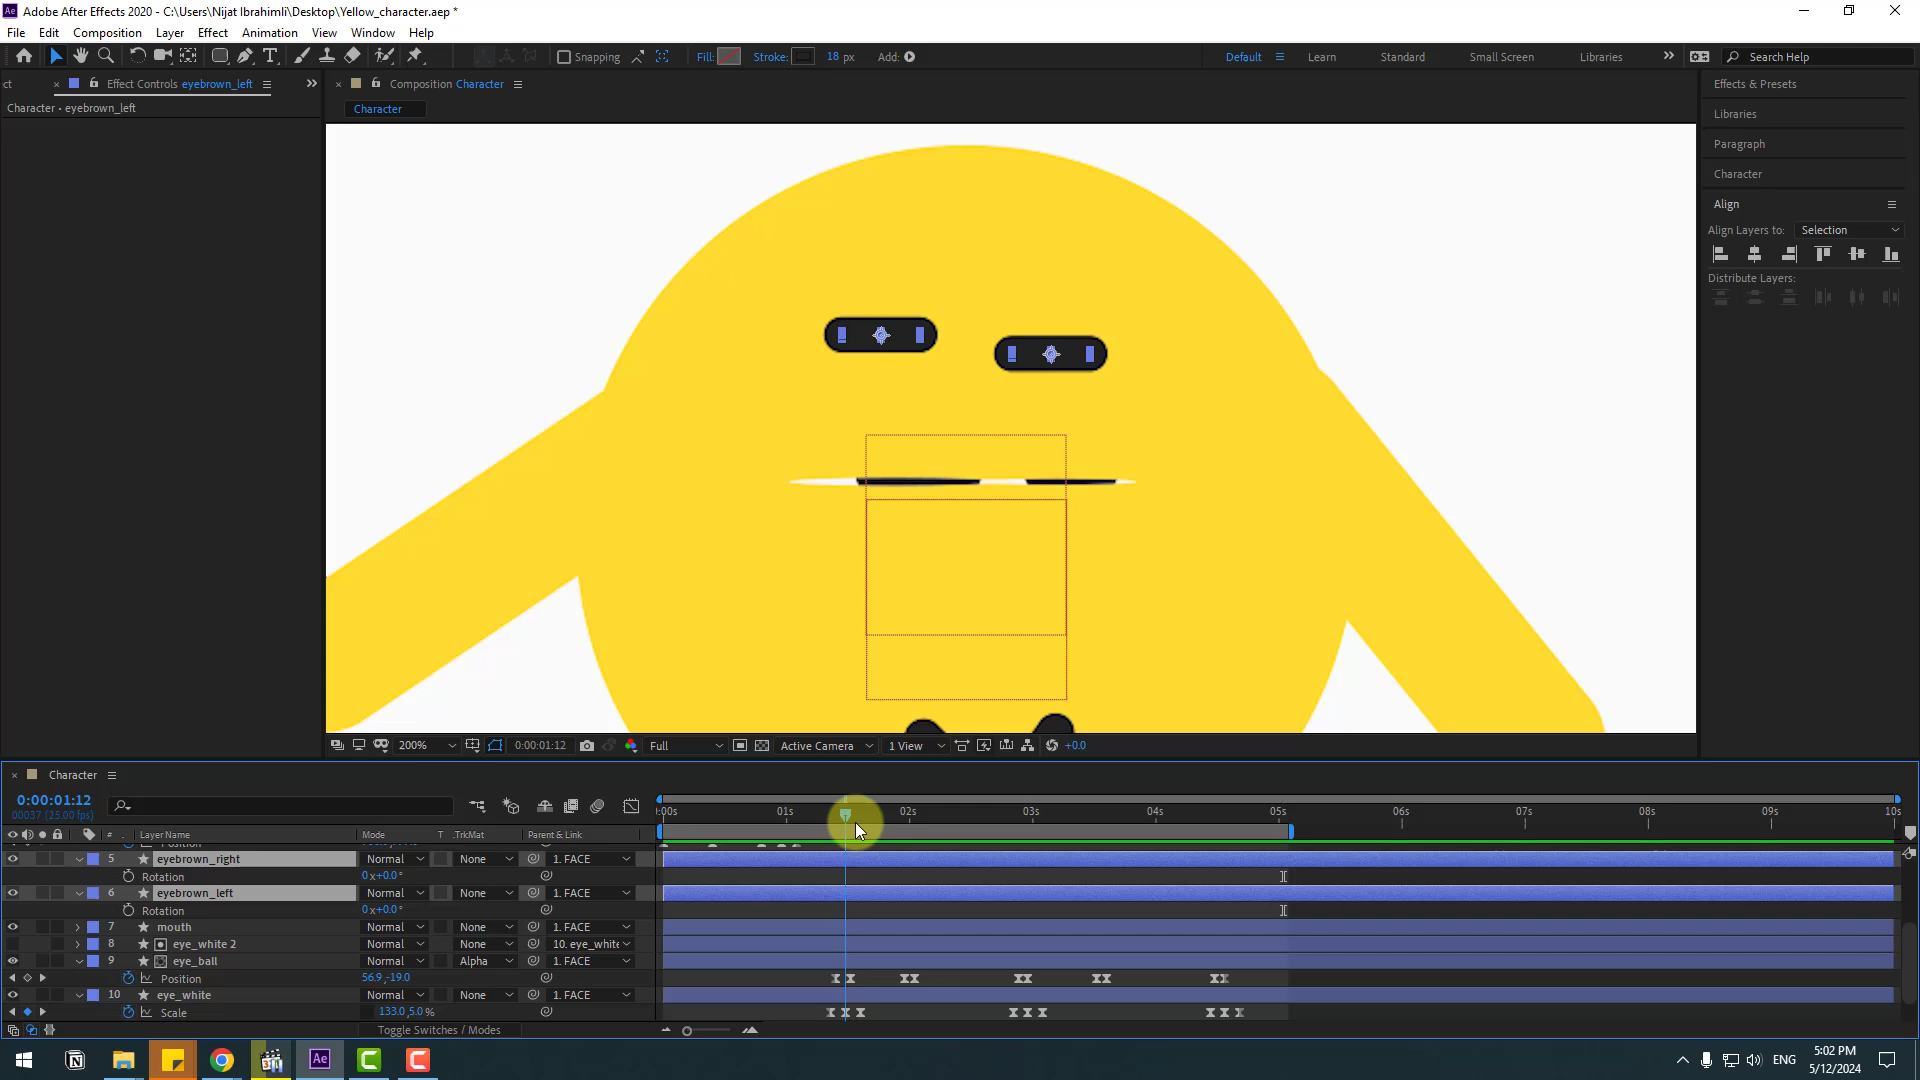 Adobe After Effects 2020 - C:\Users\Nijat Ibrahimli\Desktop\Yellow_character.aep *
File Edit Composition Layer Effect Animation View Window Help
Snapping Fill: Stroke: 18 px Add: Default Learn Standard Small Screen Libraries Search Help
ct Effect Controls eyebrown_left Composition Character Effects & Presets
Character • eyebrown_left Character
Libraries
Paragraph
Character
Align
Align Layers to: Selection
Distribute Layers:
200% 0:00:01:12 Full Active Camera 1 View +0.0
Character
0:00:01:12
00037 (25.00 fps)
:00s 01s 02s 03s 04s 05s 06s 07s 08s 09s 10s
# Layer Name Mode T .TrkMat Parent & Link
5 eyebrown_right Normal None 1. FACE
Rotation 0x+0.0°
6 eyebrown_left Normal None 1. FACE
Rotation 0x+0.0°
7 mouth Normal None 1. FACE
8 eye_white 2 Normal None 10. eye_white
9 eye_ball Normal Alpha 1. FACE
Position 56.9,-19.0
10 eye_white Normal None 1. FACE
Scale 133.0,5.0%
Toggle Switches / Modes
Ae ENG 5:02 PM
5/12/2024